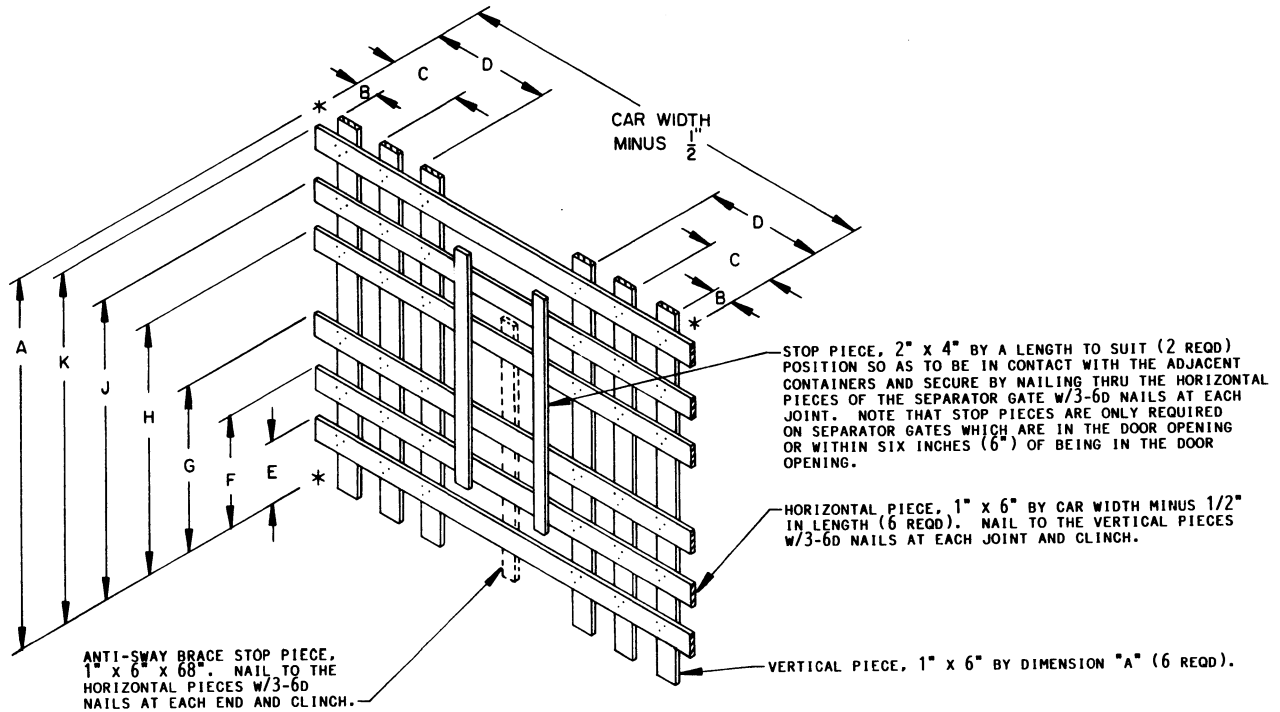 D
C
B
*
CAR WIDTH
MINUS 1/2"
D
C
B
*
A
K
J
H
G
F
E
*
STOP PIECE, 2" X 4" BY A LENGTH TO SUIT (2 REQD)
POSITION SO AS TO BE IN CONTACT WITH THE ADJACENT
CONTAINERS AND SECURE BY NAILING THRU THE HORIZONTAL
PIECES OF THE SEPARATOR GATE W/3-6D NAILS AT EACH
JOINT. NOTE THAT STOP PIECES ARE ONLY REQUIRED
ON SEPARATOR GATES WHICH ARE IN THE DOOR OPENING
OR WITHIN SIX INCHES (6") OF BEING IN THE DOOR
OPENING.
HORIZONTAL PIECE, 1" X 6" BY CAR WIDTH MINUS 1/2"
IN LENGTH (6 REQD). NAIL TO THE VERTICAL PIECES
W/3-6D NAILS AT EACH JOINT AND CLINCH.
ANTI-SWAY BRACE STOP PIECE,
1" X 6" X 68". NAIL TO THE
HORIZONTAL PIECES W/3-6D
NAILS AT EACH END AND CLINCH.
VERTICAL PIECE, 1" X 6" BY DIMENSION "A" (6 REQD).